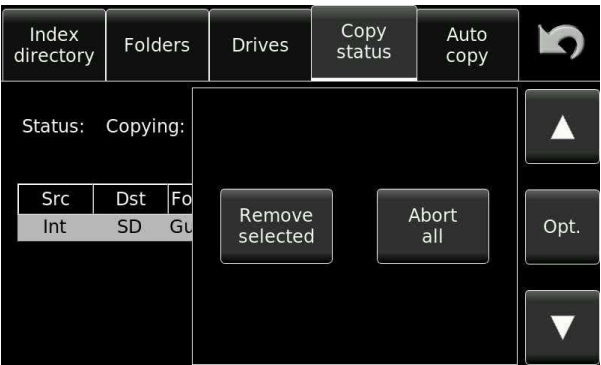 Index
directory
Folders
Drives
Copy
status
Auto
copy
Status: Copying:
Src Dst Fo
Int SD Gu
Remove
selected
Abort
all
Opt.